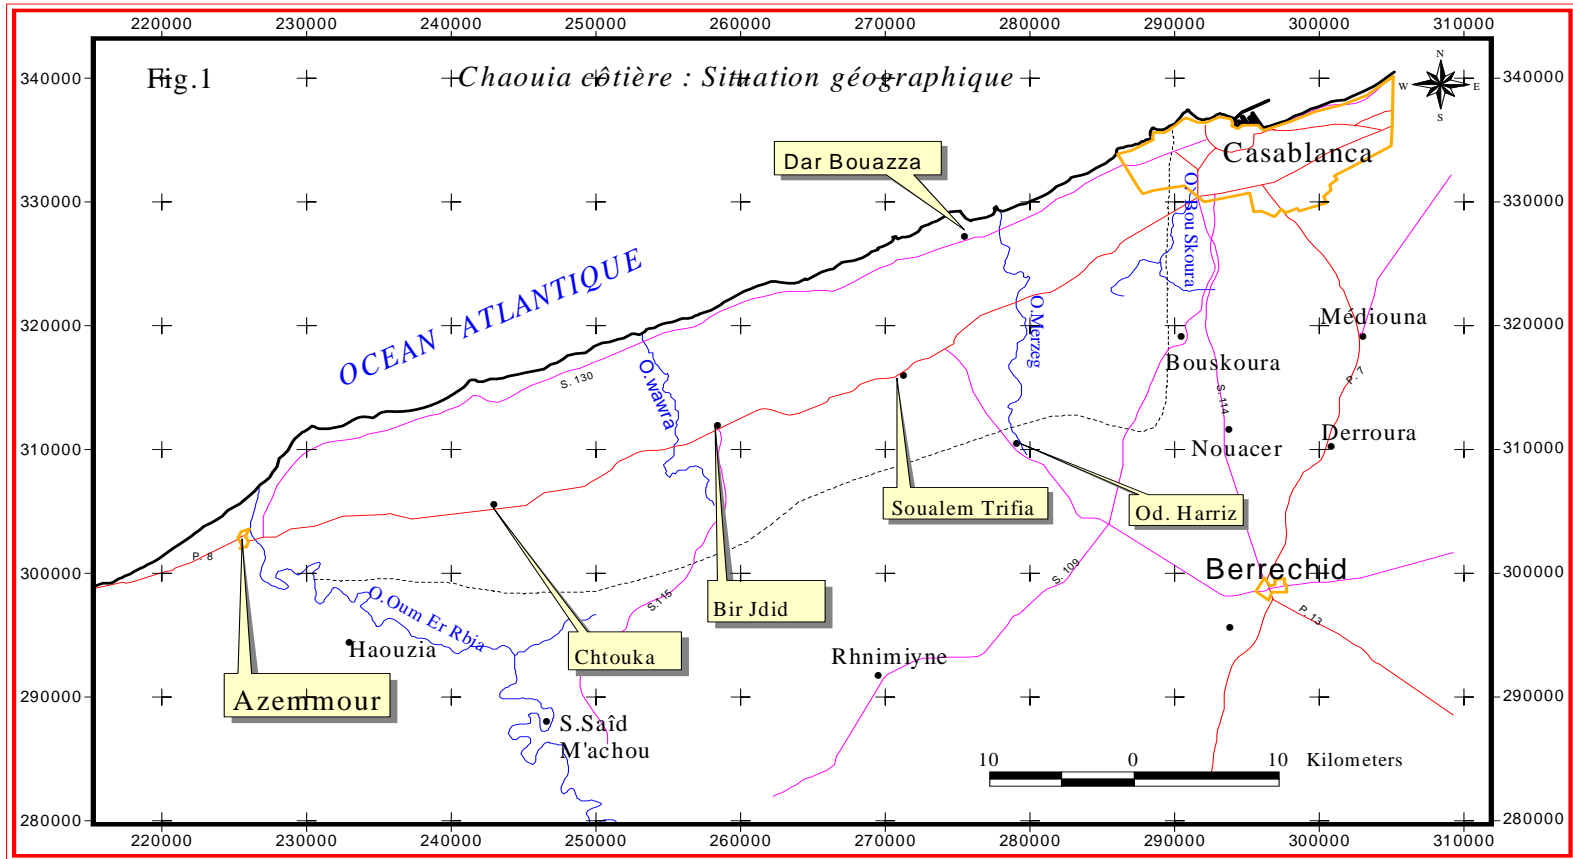 220000 230000 240000 250000 260000 270000 280000 290000 300000 310000
340000 Fig.1 Chaouia côtière : Situation géographique 340000
N
W E
S
Casablanca
Dar Bouazza
330000 330000
O. Bou Skoura
OCEAN ATLANTIQUE
O.Merzeg
Médiouna
320000 320000
Bouskoura
S. 130
O.wawra
P. 7
S. 114
Derroura
Nouacer
310000 310000
Soualem Trifia
Od. Harriz
P. 8
Berrechid
300000 300000
S. 109
O.Oum Er Rbia
S.115
Bir Jdid
P. 13
Haouzia
Chtouka
Rhnimiyne
Azemmour
290000 290000
S.Saîd
M'achou
10 0 10 Kilometers
280000 280000
220000 230000 240000 250000 260000 270000 280000 290000 300000 310000